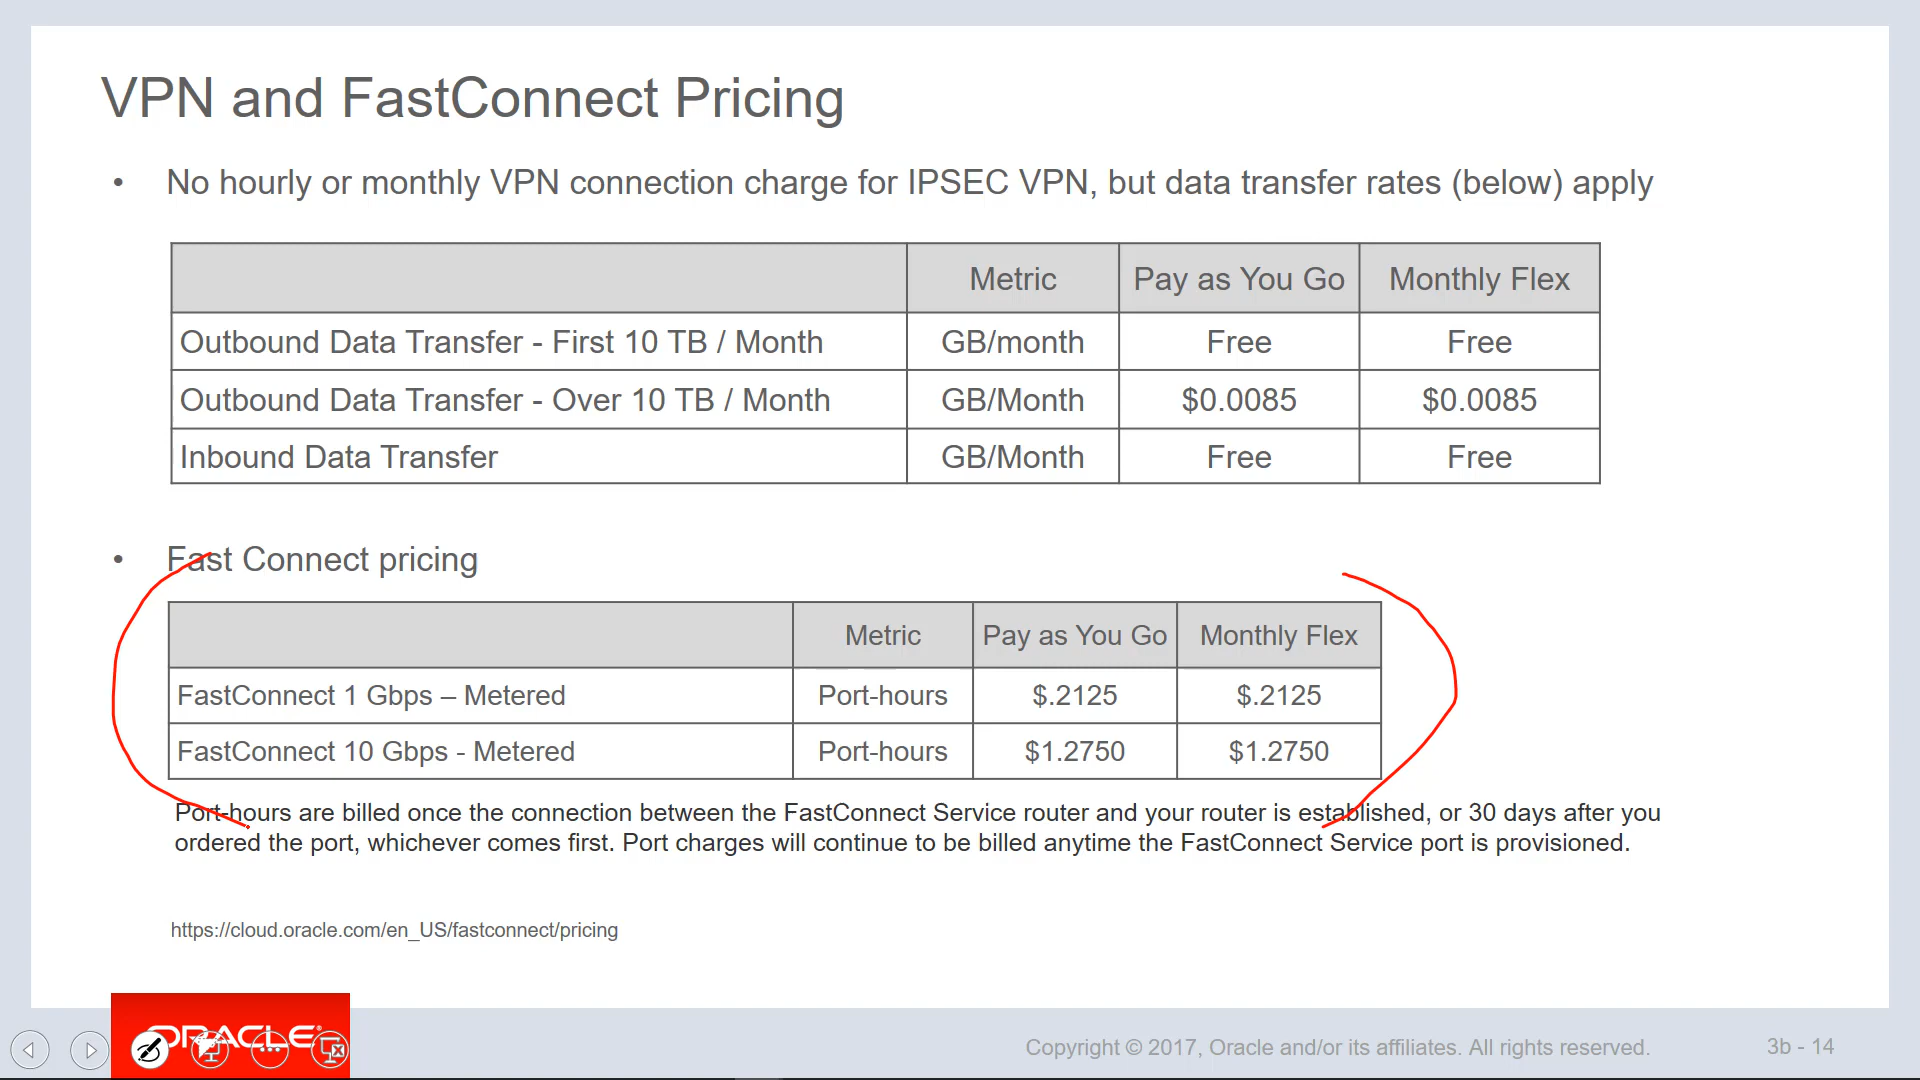 VPN and FastConnect Pricing
• No hourly or monthly VPN connection charge for IPSEC VPN, but data transfer rates (below) apply
Metric Pay as You Go Monthly Flex
Outbound Data Transfer - First 10 TB / Month GB/month Free Free
Outbound Data Transfer - Over 10 TB / Month GB/Month $0.0085 $0.0085
Inbound Data Transfer GB/Month Free Free
• Fast Connect pricing
Metric Pay as You Go Monthly Flex
FastConnect 1 Gbps – Metered Port-hours $.2125 $.2125
FastConnect 10 Gbps - Metered Port-hours $1.2750 $1.2750
Port-hours are billed once the connection between the FastConnect Service router and your router is established, or 30 days after you
ordered the port, whichever comes first. Port charges will continue to be billed anytime the FastConnect Service port is provisioned.
https://cloud.oracle.com/en_US/fastconnect/pricing
ORACLE®
Copyright © 2017, Oracle and/or its affiliates. All rights reserved. 3b - 14